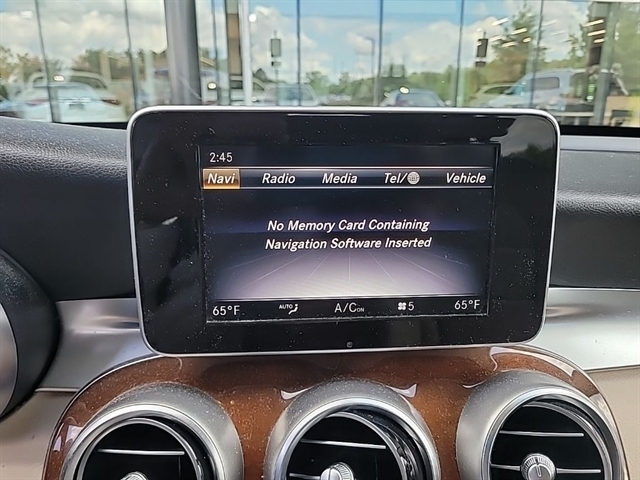 2:45
Navi Radio Media Tel/ Vehicle
No Memory Card Containing
Navigation Software Inserted
65°F AUTO A/C ON 5 65°F